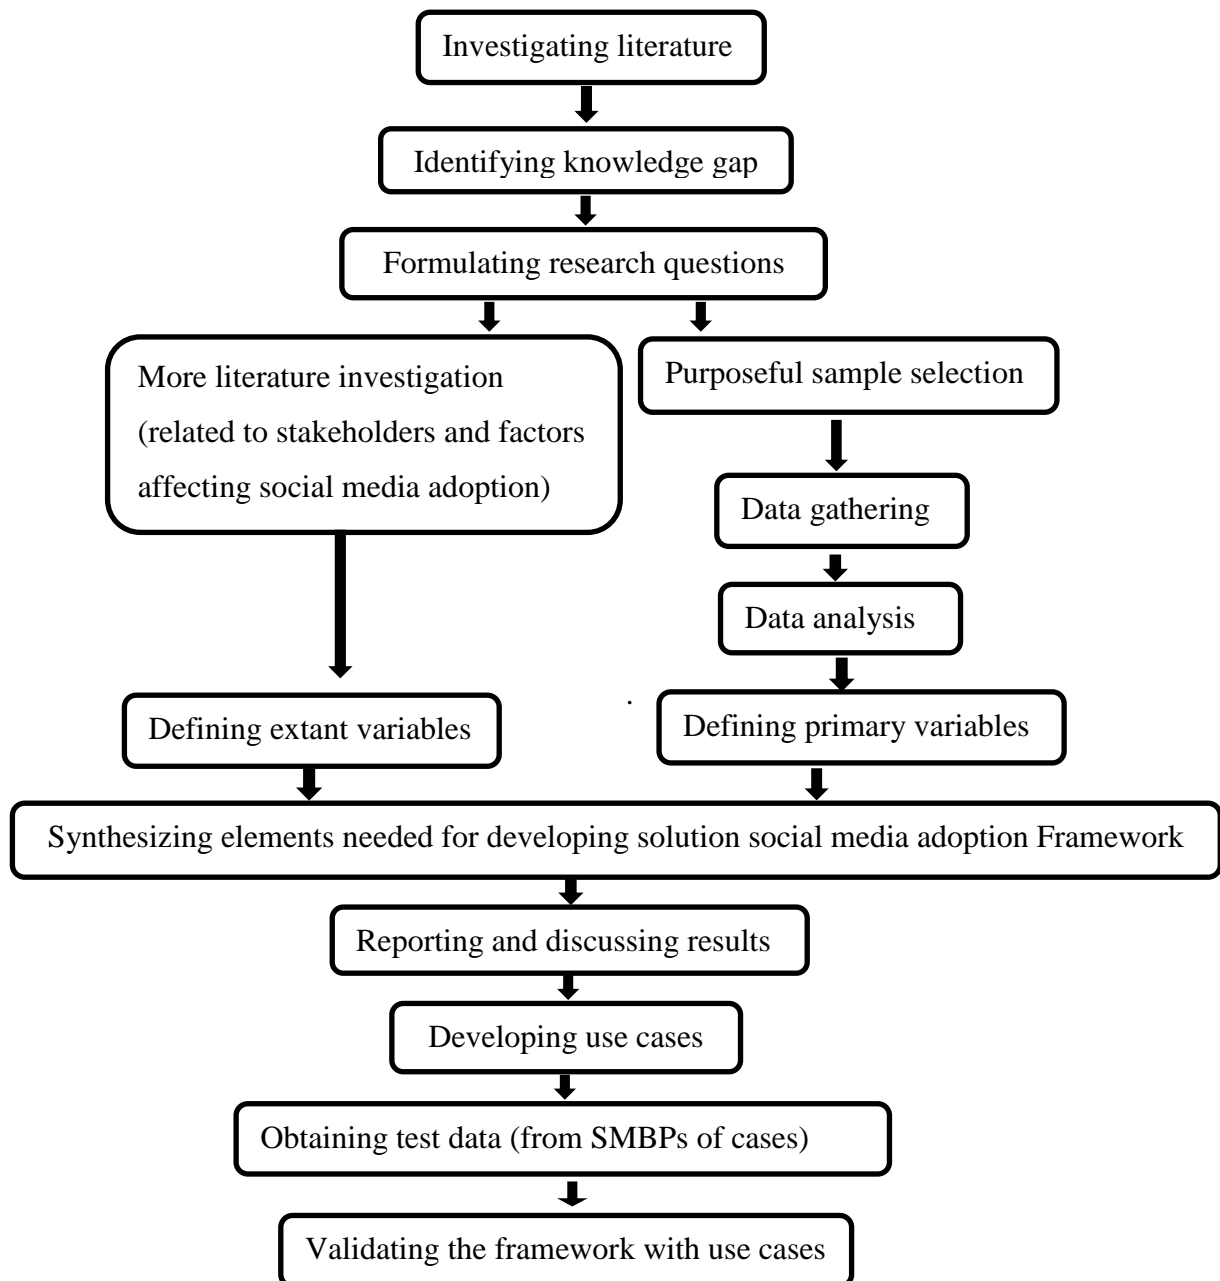 Investigating literature
Identifying knowledge gap
Formulating research questions
More literature investigation
(related to stakeholders and factors
affecting social media adoption)
Purposeful sample selection
Data gathering
Data analysis
Defining extant variables
.
Defining primary variables
Synthesizing elements needed for developing solution social media adoption Framework
Reporting and discussing results
Developing use cases
Obtaining test data (from SMBPs of cases)
Validating the framework with use cases